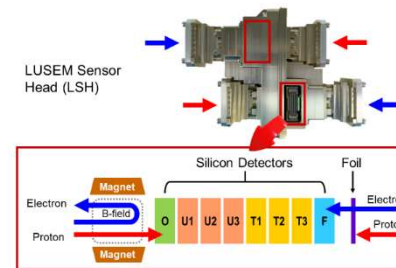 LUSEM Sensor
Head (LSH)
Silicon Detectors
Foil
Magnet
Electron
B-field
Proton
Magnet
O U1 U2 U3 T1 T2 T3 F